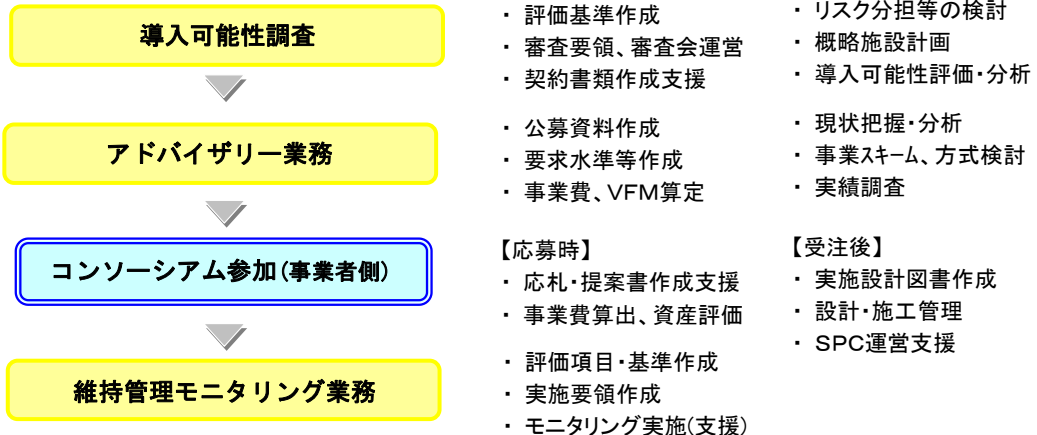 導入可能性調査
アドバイザリー業務
コンソーシアム参加(事業者側)
維持管理モニタリング業務
・ 評価基準作成
・ 審査要領、審査会運営
・ 契約書類作成支援
・ 公募資料作成
・ 要求水準等作成
・ 事業費、VFM算定
【応募時】
・ 応札・提案書作成支援
・ 事業費算出、資産評価
・ 評価項目・基準作成
・ 実施要領作成
・ モニタリング実施(支援)
・ リスク分担等の検討
・ 概略施設計画
・ 導入可能性評価・分析
・ 現状把握・分析
・ 事業スキーム、方式検討
・ 実績調査
【受注後】
・ 実施設計図書作成
・ 設計・施工管理
・ SPC運営支援